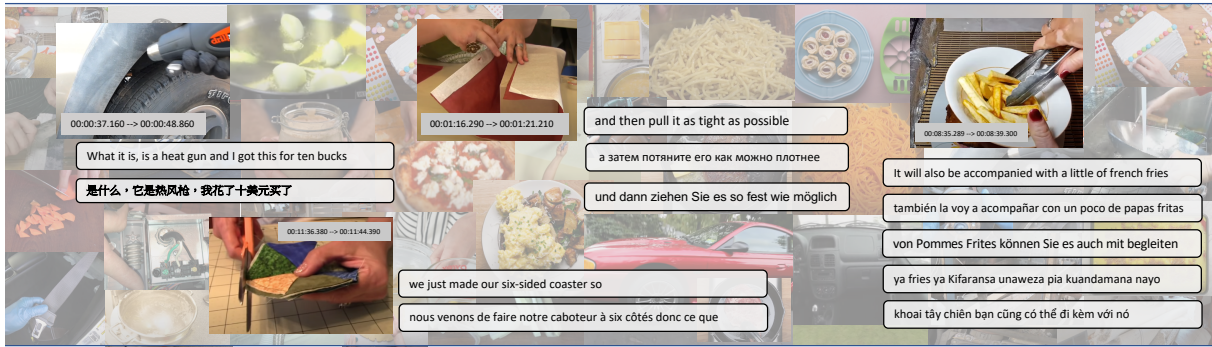 00:00:37.160 --> 00:00:48.860
What it is, is a heat gun and I got this for ten bucks
是什么，它是热风枪，我花了十美元买了
00:11:36.380 --> 00:11:44.390
we just made our six-sided coaster so
nous venons de faire notre caboteur à six côtés donc ce que
00:01:16.290 --> 00:01:21.210
and then pull it as tight as possible
а затем потяните его как можно плотнее
und dann ziehen Sie es so fest wie möglich
00:08:35.289 --> 00:08:39.300
It will also be accompanied with a little of french fries
también la voy a acompañar con un poco de papas fritas
von Pommes Frites können Sie es auch mit begleiten
ya fries ya Kifaransa unaweza pia kuandamana nayo
khoai tây chiên bạn cũng có thể đi kèm với nó